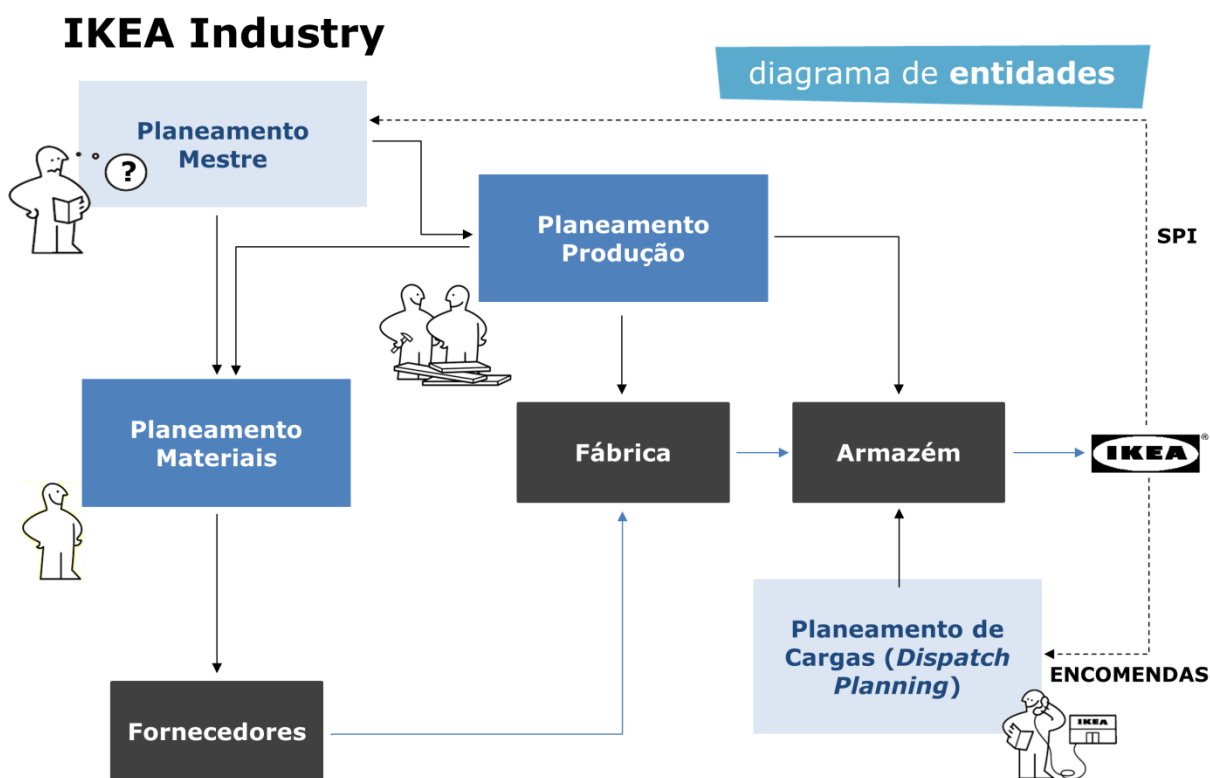 IKEA Industry
diagrama de entidades
Planeamento
Mestre
?
Planeamento
Produção
SPI
Planeamento
Materiais
Fábrica
Armazém
IKEA®
Planeamento de
Cargas (Dispatch
Planning)
ENCOMENDAS
IKEA
Fornecedores